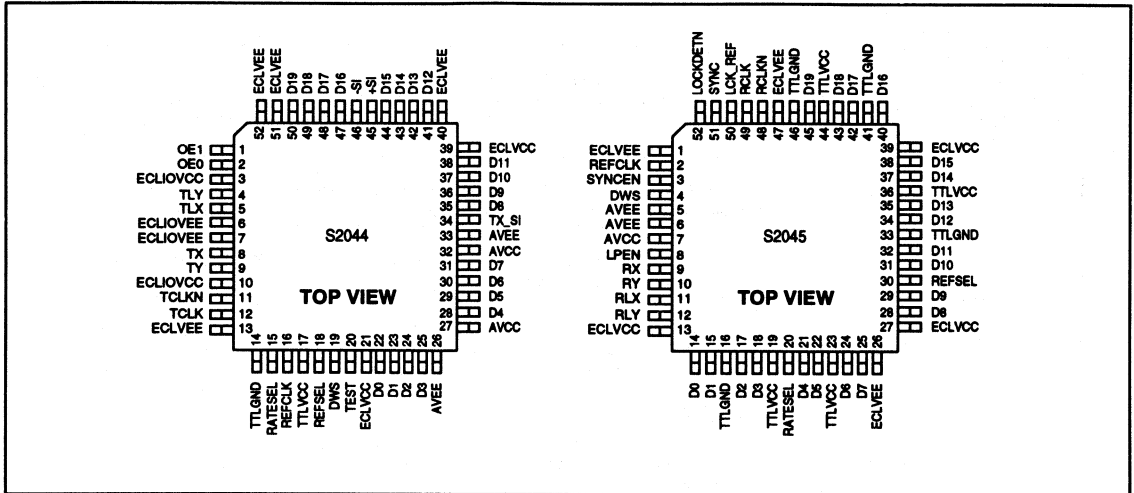 ECLVEE ECLVEE D19 D18 D17 D16 -SI +SI D15 D14 D13 D12 ECLVEE
52 51 50 49 48 47 46 45 44 43 42 41 40
OE1 1 39 ECLVCC
OE0 2 38 D11
ECLIOVCC 3 37 D10
TLY 4 36 D9
TLX 5 35 D8
ECLIOVEE 6 34 TX_SI
ECLIOVEE 7 33 AVEE
TX 8 32 AVCC
TY 9 31 D7
ECLIOVCC 10 30 D6
TCLKN 11 29 D5
TCLK 12 28 D4
ECLVEE 13 27 AVCC
S2044
TOP VIEW
14 15 16 17 18 19 20 21 22 23 24 25 26
TTLGND RATESEL REFCLK TTLVCC REFSEL DWS TEST ECLVCC D0 D1 D2 D3 AVEE
LOCKDETN SYNC LCK_REF RCLK RCLKN ECLVEE TTLGND D19 TTLVCC D18 D17 TTLGND D16
52 51 50 49 48 47 46 45 44 43 42 41 40
ECLVEE 1 39 ECLVCC
REFCLK 2 38 D15
SYNCEN 3 37 D14
DWS 4 36 TTLVCC
AVEE 5 35 D13
AVEE 6 34 D12
AVCC 7 33 TTLGND
LPEN 8 32 D11
RX 9 31 D10
RY 10 30 REFSEL
RLX 11 29 D9
RLY 12 28 D8
ECLVCC 13 27 ECLVCC
S2045
TOP VIEW
14 15 16 17 18 19 20 21 22 23 24 25 26
D0 D1 TTLGND D2 D3 TTLVCC RATESEL D4 D5 TTLVCC D6 D7 ECLVEE